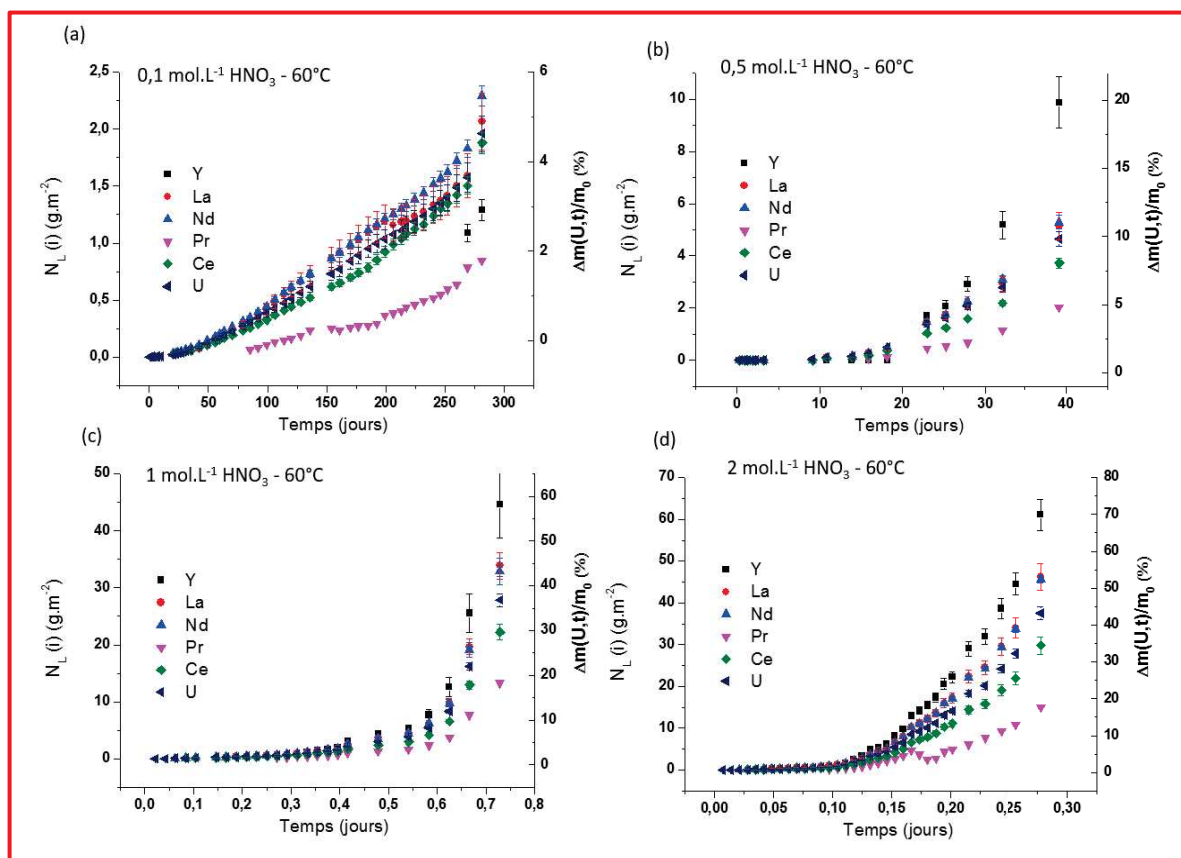 (a)
0,1 mol.L⁻¹ HNO₃ - 60°C
2,5
2,0
1,5
1,0
0,5
0,0
N_L (i) (g.m⁻²)
Y
La
Nd
Pr
Ce
U
6
4
2
0
Δm(U,t)/m₀ (%)
0 50 100 150 200 250 300
Temps (jours)
(b)
0,5 mol.L⁻¹ HNO₃ - 60°C
10
8
6
4
2
0
N_L (i) (g.m⁻²)
Y
La
Nd
Pr
Ce
U
20
15
10
5
0
Δm(U,t)/m₀ (%)
0 10 20 30 40
Temps (jours)
(c)
1 mol.L⁻¹ HNO₃ - 60°C
50
40
30
20
10
0
N_L (i) (g.m⁻²)
Y
La
Nd
Pr
Ce
U
60
50
40
30
20
10
0
Δm(U,t)/m₀ (%)
0,0 0,1 0,2 0,3 0,4 0,5 0,6 0,7 0,8
Temps (jours)
(d)
2 mol.L⁻¹ HNO₃ - 60°C
70
60
50
40
30
20
10
0
N_L (i) (g.m⁻²)
Y
La
Nd
Pr
Ce
U
80
70
60
50
40
30
20
10
0
Δm(U,t)/m₀ (%)
0,00 0,05 0,10 0,15 0,20 0,25 0,30
Temps (jours)